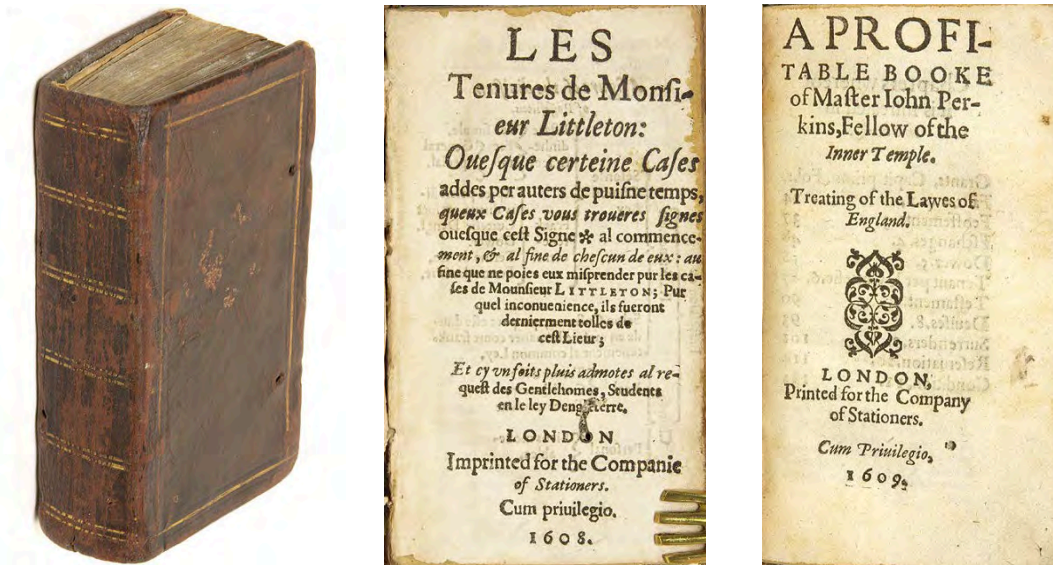 LES
Tenures de Monſi-
eur Littleton:
Oueſque certeine Caſes
addes per auters de puiſne temps,
queux Caſes vous troueres ſignes
oueſque ceſt Signe ✲ al commence-
ment, & al fine de cheſcun de eux: au
fine que ne poies eux miſprender pur les ca-
ſes de Mounſieur LITTLETON; Pur
quel inconuenience, ils fueront
dernierment tolles de
ceſt Lieur;
Et cy vnſoits pluis admotes al re-
queſt des Gentlehomes, Students
en le ley
LONDON
Imprinted for the Companie
of Stationers.
Cum priuilegio.
1608.
A PROFI-
TABLE BOOKE
of Maſter Iohn Per-
kins, Fellow of the
Inner Temple.
Treating of the Lawes of
England.
LONDON,
Printed for the Company
of Stationers.
Cum Priuilegio,
1609.